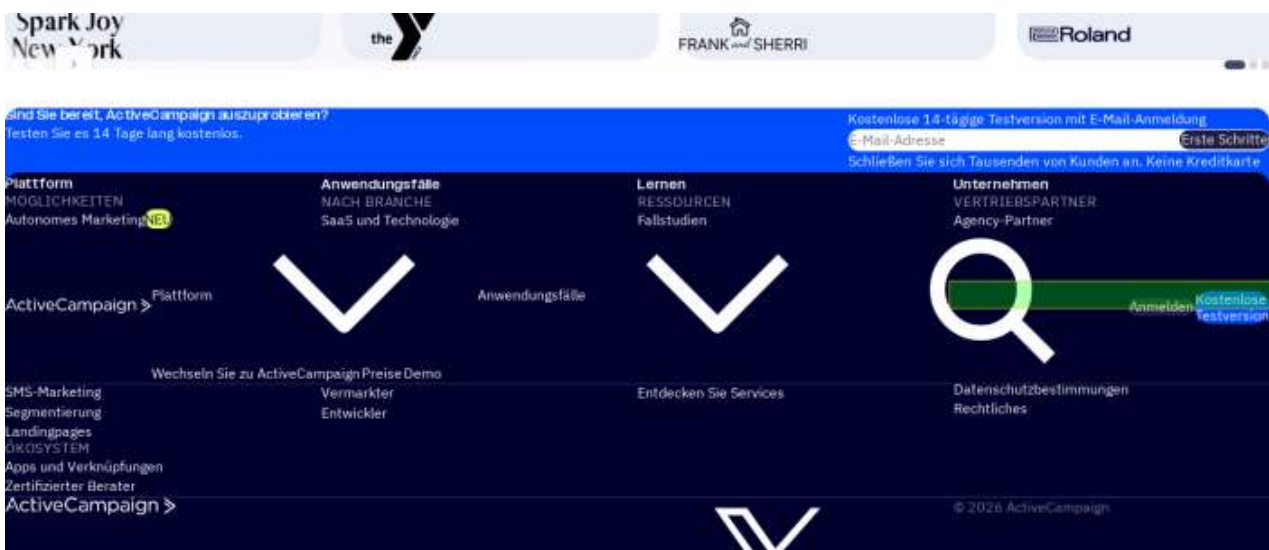 Spark Joy
New York
the
FRANK and SHERRI
Roland
Sind Sie bereit, ActiveCampaign auszuprobieren?
Testen Sie es 14 Tage lang kostenlos.
Kostenlose 14-tägige Testversion mit E-Mail-Anmeldung
E-Mail-Adresse
Erste Schritte
Schließen Sie sich Tausenden von Kunden an. Keine Kreditkarte
Plattform
MÖGLICHKEITEN
Autonomes Marketing NEU
Anwendungsfälle
NACH BRANCHE
SaaS und Technologie
Lernen
RESSOURCEN
Fallstudien
Unternehmen
VERTRIEBSPARTNER
Agency-Partner
ActiveCampaign
Plattform
Anwendungsfälle
Anmelden
Kostenlose
Testversion
Wechseln Sie zu ActiveCampaign Preise Demo
SMS-Marketing
Segmentierung
Landingpages
ÖKOSYSTEM
Apps und Verknüpfungen
Zertifizierter Berater
Vermarkter
Entwickler
Entdecken Sie Services
Datenschutzbestimmungen
Rechtliches
ActiveCampaign
© 2026 ActiveCampaign